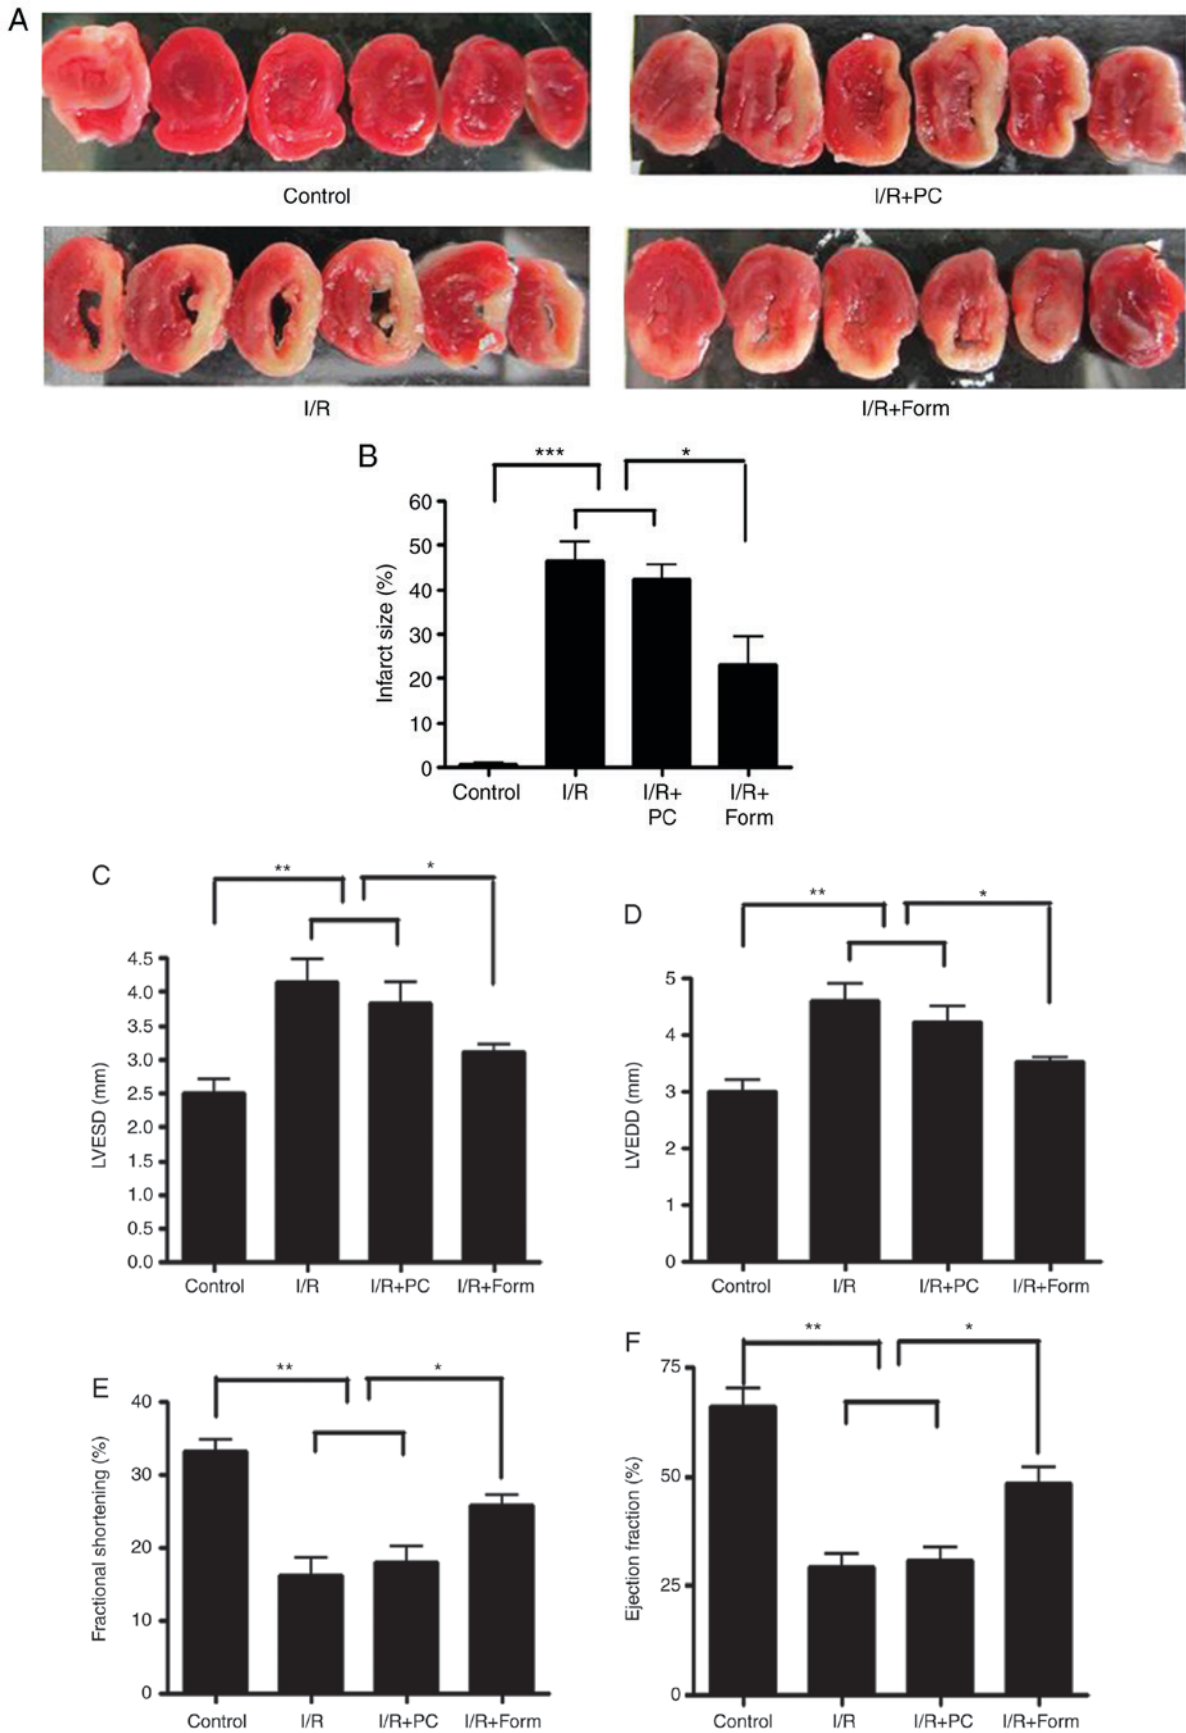 A
Control
I/R+PC
I/R
I/R+Form
B
***
*
Infarct size (%)
60
50
40
30
20
10
0
Control
I/R
I/R+
PC
I/R+
Form
C
**
*
LVESD (mm)
4.5
4.0
3.5
3.0
2.5
2.0
1.5
1.0
0.5
0.0
Control
I/R
I/R+PC
I/R+Form
D
**
*
LVEDD (mm)
5
4
3
2
1
0
Control
I/R
I/R+PC
I/R+Form
E
**
*
Fractional shortening (%)
40
30
20
10
0
Control
I/R
I/R+PC
I/R+Form
F
**
*
Ejection fraction (%)
75
50
25
0
Control
I/R
I/R+PC
I/R+Form